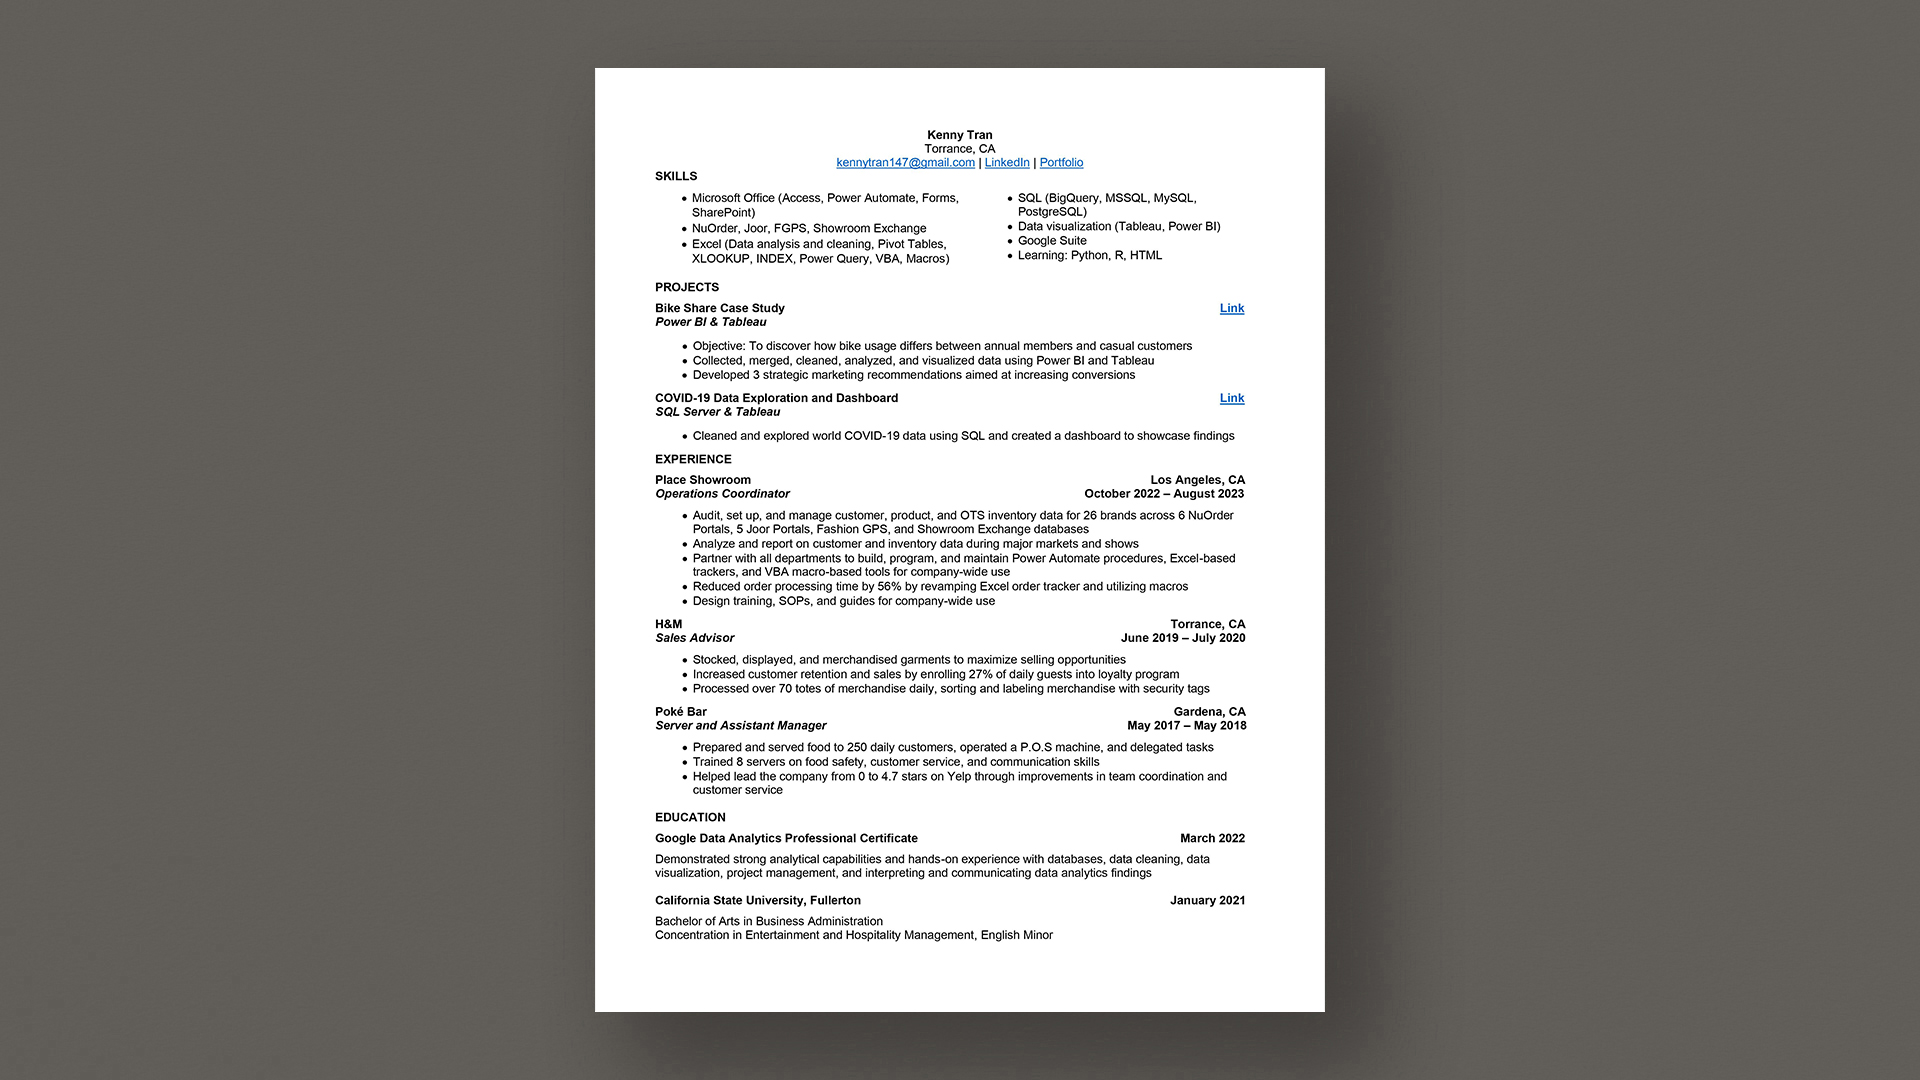 Kenny Tran
Torrance, CA
kennytran147@gmail.com | LinkedIn | Portfolio
SKILLS
• Microsoft Office (Access, Power Automate, Forms,
SharePoint)
• NuOrder, Joor, FGPS, Showroom Exchange
• Excel (Data analysis and cleaning, Pivot Tables,
XLOOKUP, INDEX, Power Query, VBA, Macros)
• SQL (BigQuery, MSSQL, MySQL,
PostgreSQL)
• Data visualization (Tableau, Power BI)
• Google Suite
• Learning: Python, R, HTML
PROJECTS
Bike Share Case Study Link
Power BI & Tableau
• Objective: To discover how bike usage differs between annual members and casual customers
• Collected, merged, cleaned, analyzed, and visualized data using Power BI and Tableau
• Developed 3 strategic marketing recommendations aimed at increasing conversions
COVID-19 Data Exploration and Dashboard Link
SQL Server & Tableau
• Cleaned and explored world COVID-19 data using SQL and created a dashboard to showcase findings
EXPERIENCE
Place Showroom Los Angeles, CA
Operations Coordinator October 2022 – August 2023
• Audit, set up, and manage customer, product, and OTS inventory data for 26 brands across 6 NuOrder
Portals, 5 Joor Portals, Fashion GPS, and Showroom Exchange databases
• Analyze and report on customer and inventory data during major markets and shows
• Partner with all departments to build, program, and maintain Power Automate procedures, Excel-based
trackers, and VBA macro-based tools for company-wide use
• Reduced order processing time by 56% by revamping Excel order tracker and utilizing macros
• Design training, SOPs, and guides for company-wide use
H&M Torrance, CA
Sales Advisor June 2019 – July 2020
• Stocked, displayed, and merchandised garments to maximize selling opportunities
• Increased customer retention and sales by enrolling 27% of daily guests into loyalty program
• Processed over 70 totes of merchandise daily, sorting and labeling merchandise with security tags
Poké Bar Gardena, CA
Server and Assistant Manager May 2017 – May 2018
• Prepared and served food to 250 daily customers, operated a P.O.S machine, and delegated tasks
• Trained 8 servers on food safety, customer service, and communication skills
• Helped lead the company from 0 to 4.7 stars on Yelp through improvements in team coordination and
customer service
EDUCATION
Google Data Analytics Professional Certificate March 2022
Demonstrated strong analytical capabilities and hands-on experience with databases, data cleaning, data
visualization, project management, and interpreting and communicating data analytics findings
California State University, Fullerton January 2021
Bachelor of Arts in Business Administration
Concentration in Entertainment and Hospitality Management, English Minor